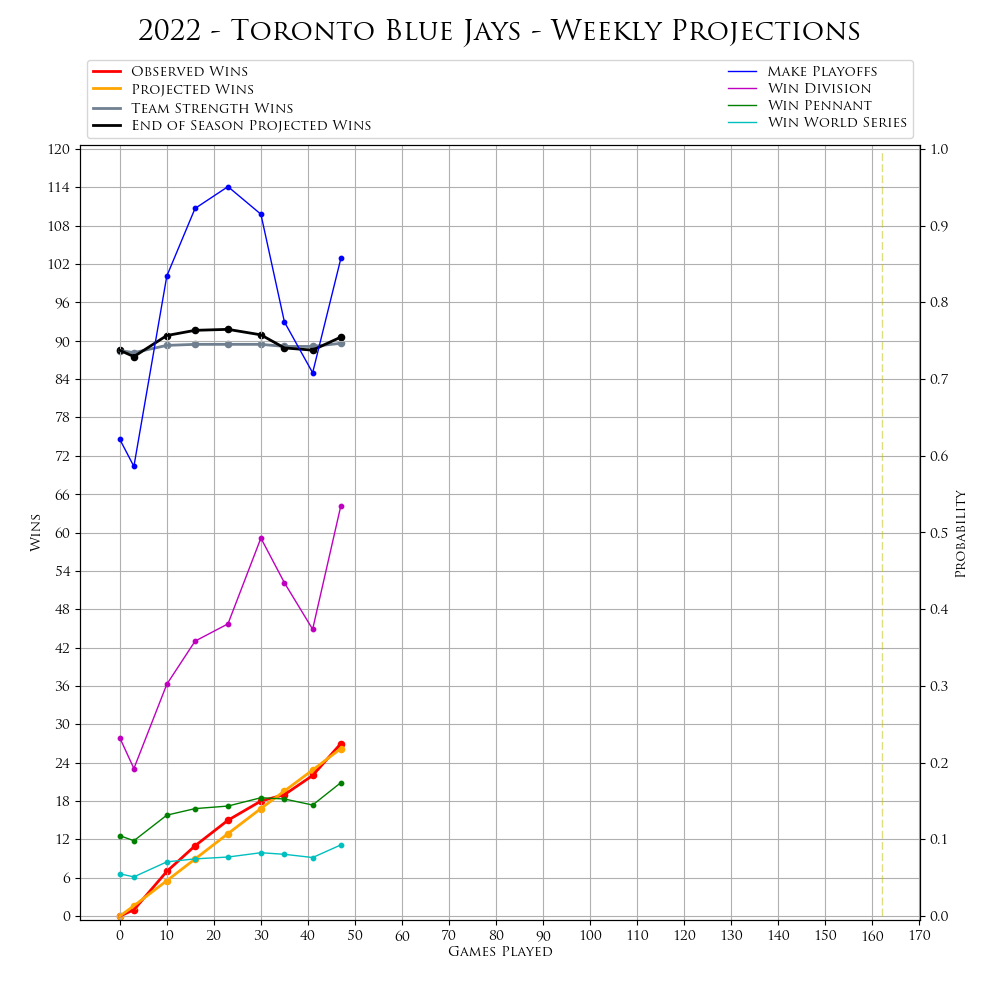 2022 - Toronto Blue Jays - Weekly Projections
Observed Wins
Projected Wins
Team Strength Wins
End of Season Projected Wins
Make Playoffs
Win Division
Win Pennant
Win World Series
120
114
108
102
96
90
84
78
72
66
60
54
48
42
36
30
24
18
12
6
0
Wins
1.0
0.9
0.8
0.7
0.6
0.5
0.4
0.3
0.2
0.1
0.0
Probability
0 10 20 30 40 50 60 70 80 90 100 110 120 130 140 150 160 170
Games Played